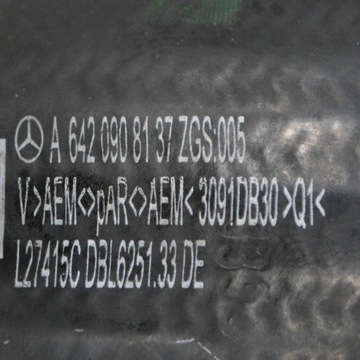 A 642 090 81 37 ZGS:005
V>AEM<>pAR<>AEM< 3091DB30 >Q1<
L27415C DBL6251.33 DE